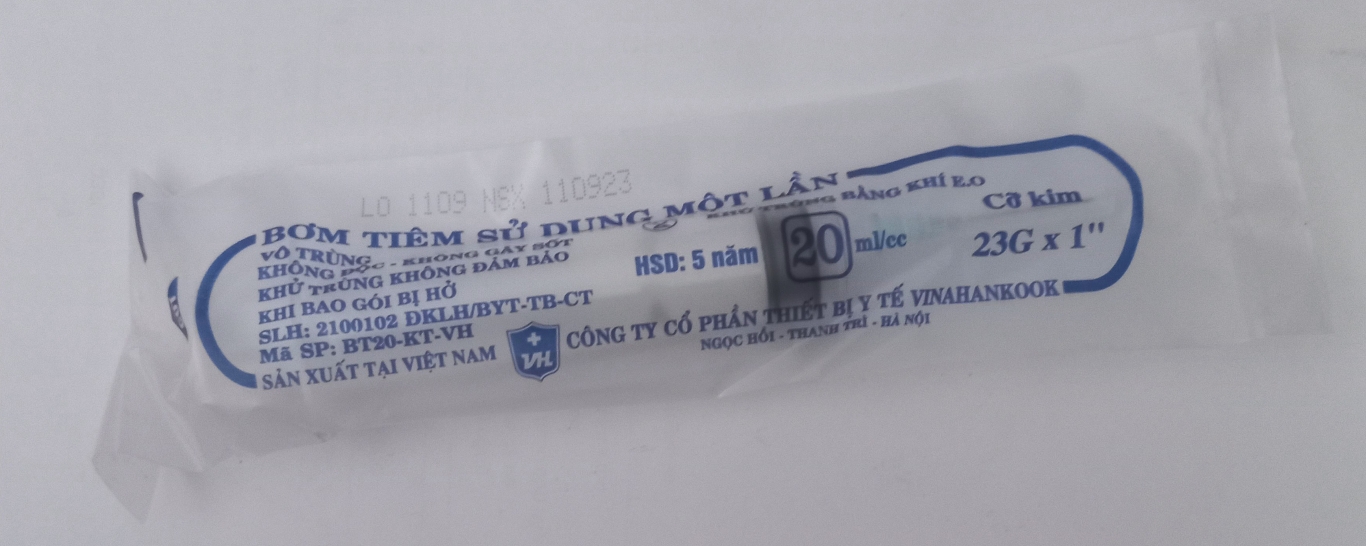 LO 1109 NSX 110923
BƠM TIÊM SỬ DỤNG MỘT LẦN
VÔ TRÙNG
KHÔNG ĐỘC - KHÔNG GÂY SỐT
KHỬ TRÙNG BẰNG KHÍ E.O
KHỬ TRÙNG KHÔNG ĐẢM BẢO
KHI BAO GÓI BỊ HỞ
SLH: 2100102 ĐKLH/BYT-TB-CT
Mã SP: BT20-KT-VH
SẢN XUẤT TẠI VIỆT NAM
HSD: 5 năm
20 ml/cc
Cỡ kim
23G x 1"
VH
CÔNG TY CỔ PHẦN THIẾT BỊ Y TẾ VINAHANKOOK
NGỌC HỒI - THANH TRÌ - HÀ NỘI